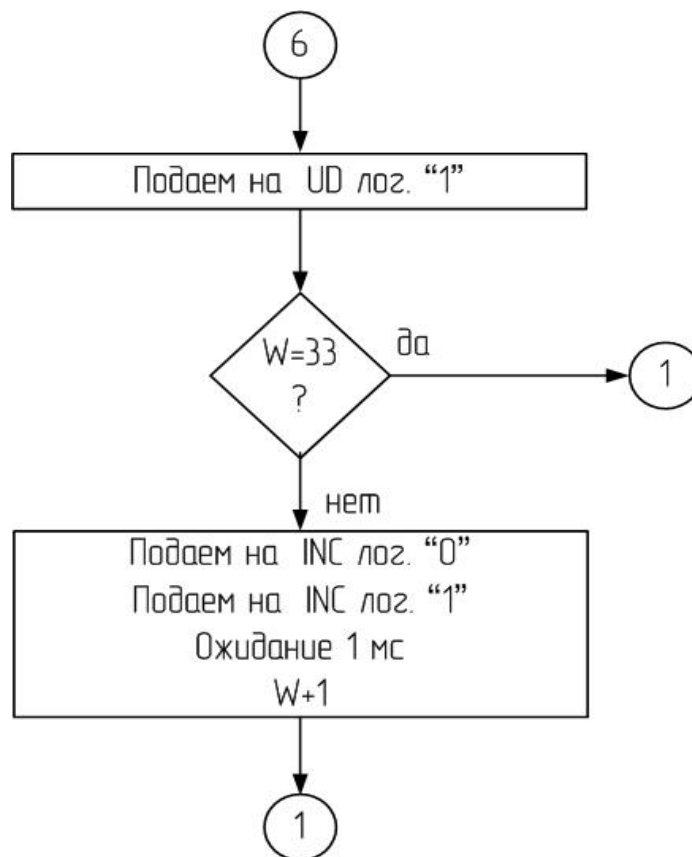 6
Подаем на UD лог. “1”
W=33
?
да
1
нет
Подаем на INC лог. “0”
Подаем на INC лог. “1”
Ожидание 1 мс
W+1
1